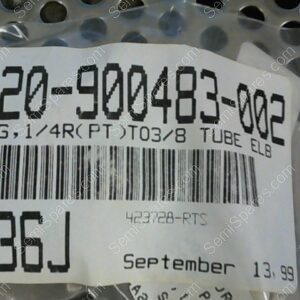 20-900483-002
G,1/4R(PT)TO3/8 TUBE ELB
423728-RTS
36J
September 13, 99